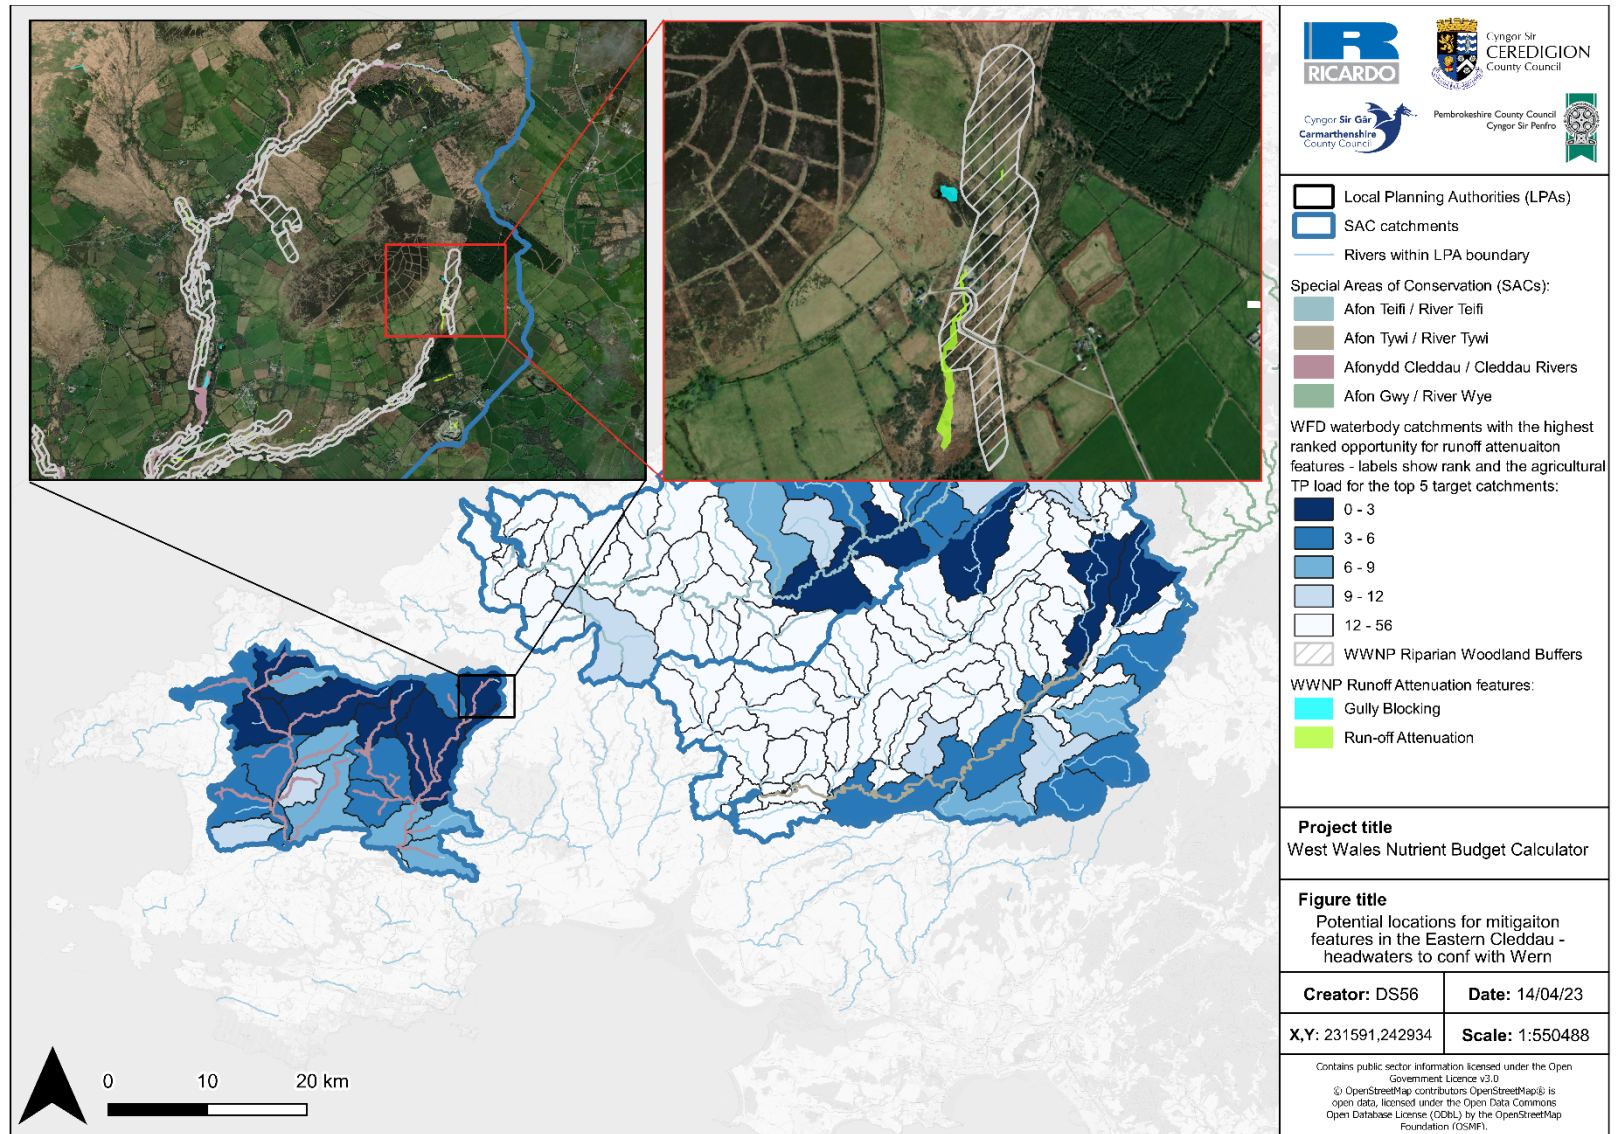 RICARDO
Cyngor Sir
CEREDIGION
County Council
Cyngor Sir Gâr
Carmarthenshire
County Council
Pembrokeshire County Council
Cyngor Sir Penfro
Local Planning Authorities (LPAs)
SAC catchments
Rivers within LPA boundary
Special Areas of Conservation (SACs):
Afon Teifi / River Teifi
Afon Tywi / River Tywi
Afonydd Cleddau / Cleddau Rivers
Afon Gwy / River Wye
WFD waterbody catchments with the highest
ranked opportunity for runoff attenuaiton
features - labels show rank and the agricultural
TP load for the top 5 target catchments:
0 - 3
3 - 6
6 - 9
9 - 12
12 - 56
WWNP Riparian Woodland Buffers
WWNP Runoff Attenuation features:
Gully Blocking
Run-off Attenuation
Project title
West Wales Nutrient Budget Calculator
Figure title
Potential locations for mitigaiton
features in the Eastern Cleddau -
headwaters to conf with Wern
Creator: DS56
Date: 14/04/23
X,Y: 231591,242934
Scale: 1:550488
Contains public sector information licensed under the Open
Government Licence v3.0
© OpenStreetMap contributors OpenStreetMap® is
open data, licensed under the Open Data Commons
Open Database License (ODbL) by the OpenStreetMap
Foundation (OSMF).
0 10 20 km